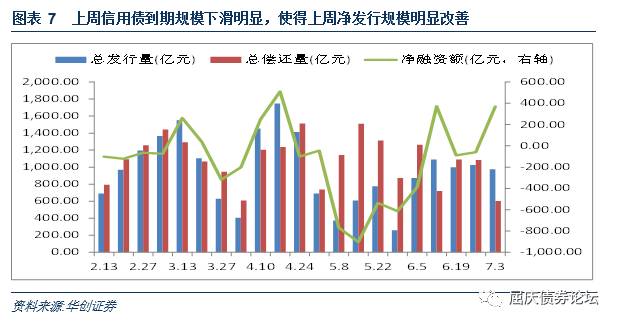 图表 7 上周信用债到期规模下滑明显，使得上周净发行规模明显改善
总发行量(亿元) 总偿还量(亿元) 净融资额(亿元，右轴)
2,000.00 600.00
1,800.00 400.00
1,600.00 200.00
1,400.00 0.00
1,200.00 -200.00
1,000.00 -400.00
800.00 -600.00
600.00 -800.00
400.00 -1,000.00
200.00
0.00
2.13 2.27 3.13 3.27 4.10 4.24 5.8 5.22 6.5 6.19 7.3
资料来源:华创证券
屈庆债券论坛